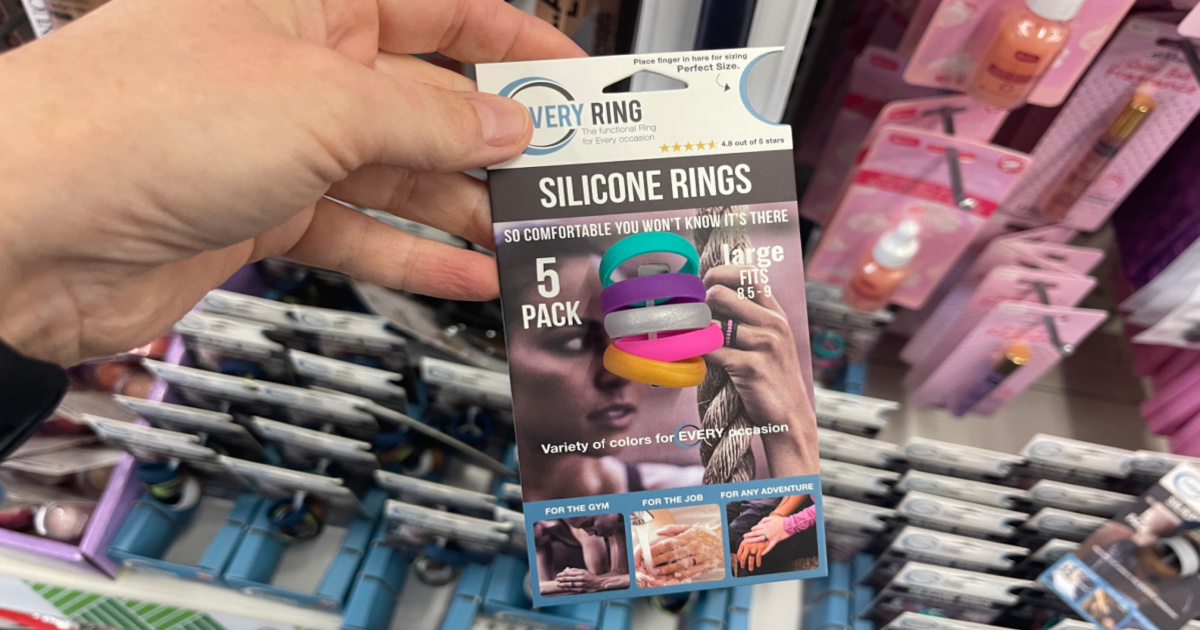 Place finger in here for sizing
Perfect Size.
VERY RING
The functional Ring
for Every occasion
4.8 out of 5 stars
SILICONE RINGS
SO COMFORTABLE YOU WON'T KNOW IT'S THERE
5
PACK
large
FITS
8.5-9
Variety of colors for EVERY occasion
FOR THE GYM
FOR THE JOB
FOR ANY ADVENTURE